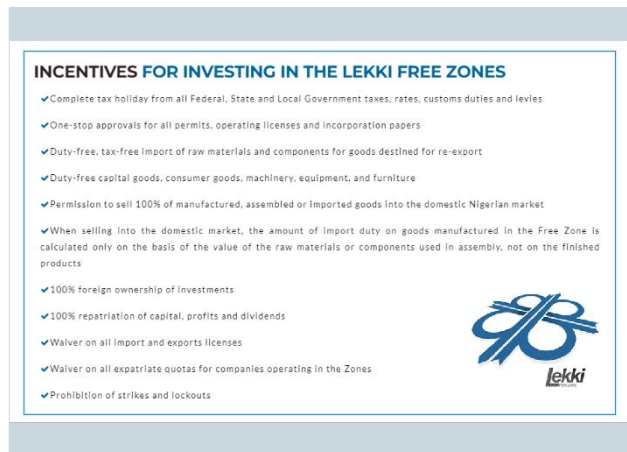 INCENTIVES FOR INVESTING IN THE LEKKI FREE ZONES
✔Complete tax holiday from all Federal, State and Local Government taxes, rates, customs duties and levies
✔One-stop approvals for all permits, operating licenses and incorporation papers
✔Duty-free, tax-free import of raw materials and components for goods destined for re-export
✔Duty-free capital goods, consumer goods, machinery, equipment, and furniture
✔Permission to sell 100% of manufactured, assembled or imported goods into the domestic Nigerian market
✔When selling into the domestic market, the amount of import duty on goods manufactured in the Free Zone is
calculated only on the basis of the value of the raw materials or components used in assembly, not on the finished
products
✔100% foreign ownership of investments
✔100% repatriation of capital, profits and dividends
✔Waiver on all import and exports licenses
✔Waiver on all expatriate quotas for companies operating in the Zones
✔Prohibition of strikes and lockouts
Lekki